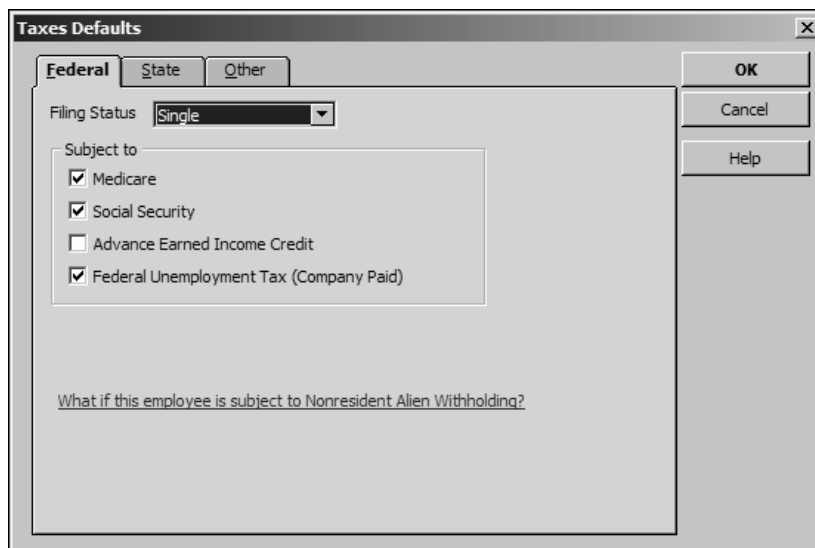 Taxes Defaults
Federal State Other
Filing Status Single
Subject to
Medicare
Social Security
Advance Earned Income Credit
Federal Unemployment Tax (Company Paid)
What if this employee is subject to Nonresident Alien Withholding?
OK
Cancel
Help